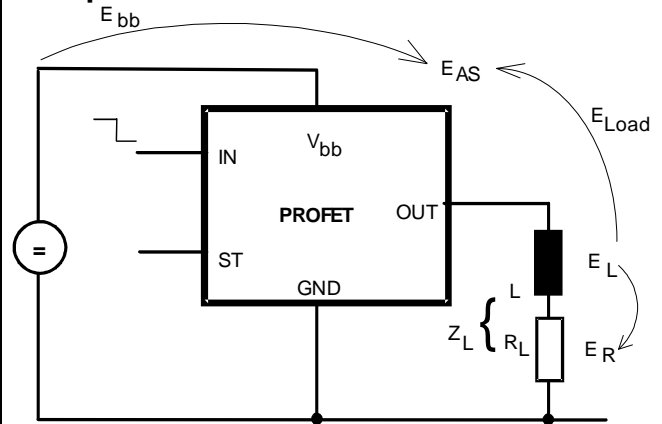 E bb
E AS
E Load
V bb
IN
PROFET
OUT
=
ST
GND
E L
L
Z L {
R L
E R